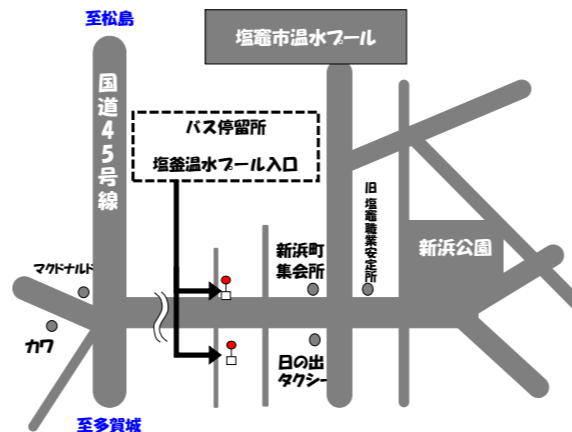 至松島
塩竈市温水プール
国道45号線
バス停留所
塩釜温水プール入口
旧塩竈職業安定所
新浜町
集会所
新浜公園
マクドナルド
カワ
日の出
タクシー
至多賀城